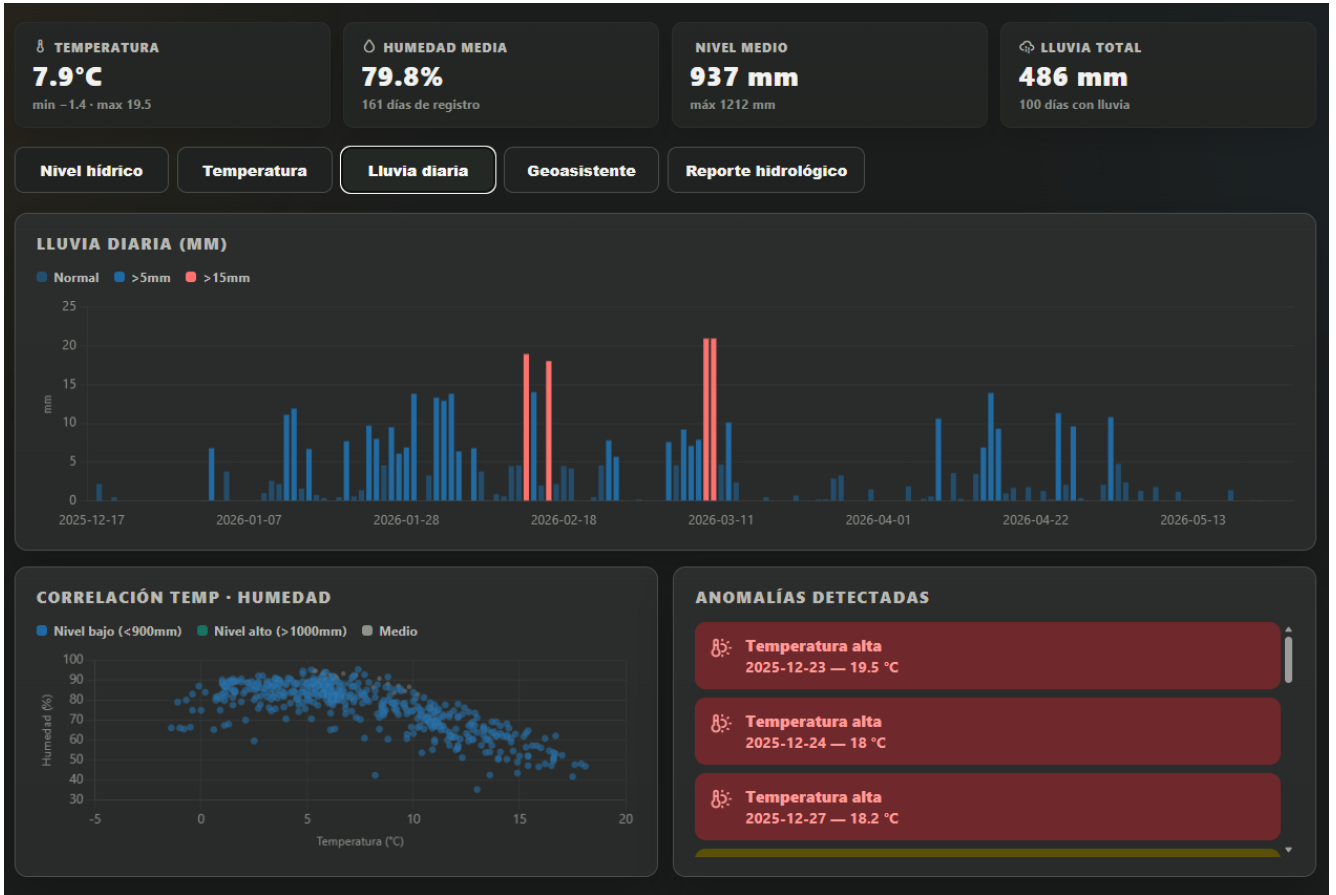 TEMPERATURA
7.9°C
min −1.4 · max 19.5
HUMEDAD MEDIA
79.8%
161 días de registro
NIVEL MEDIO
937 mm
máx 1212 mm
LLUVIA TOTAL
486 mm
100 días con lluvia
Nivel hídrico
Temperatura
Lluvia diaria
Geoasistente
Reporte hidrológico
LLUVIA DIARIA (MM)
Normal >5mm >15mm
25
20
15
10
5
0
mm
2025-12-17 2026-01-07 2026-01-28 2026-02-18 2026-03-11 2026-04-01 2026-04-22 2026-05-13
CORRELACIÓN TEMP · HUMEDAD
Nivel bajo (<900mm) Nivel alto (>1000mm) Medio
100
90
80
70
60
50
40
30
Humedad (%)
-5 0 5 10 15 20
Temperatura (°C)
ANOMALÍAS DETECTADAS
Temperatura alta
2025-12-23 — 19.5 °C
Temperatura alta
2025-12-24 — 18 °C
Temperatura alta
2025-12-27 — 18.2 °C